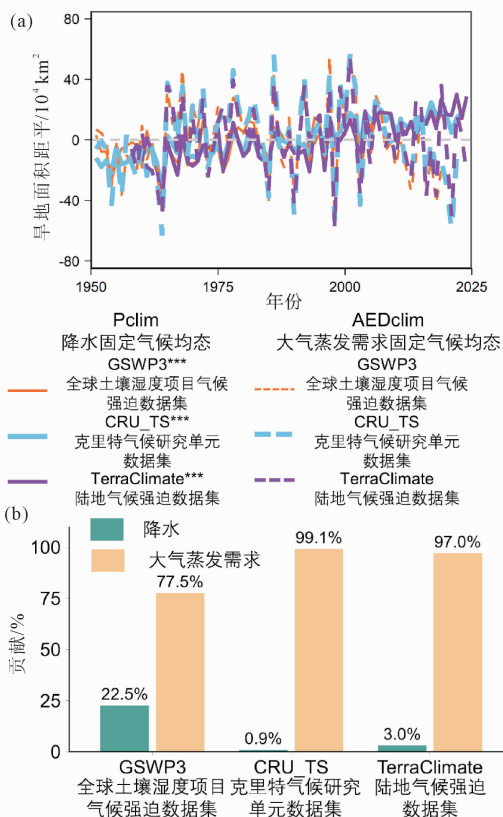 (a)
旱地面积距平/10⁴km²
80
40
0
-40
-80
1950
1975
2000
2025
年份
Pclim
降水固定气候均态
GSWP3***
全球土壤湿度项目气候
强迫数据集
CRU_TS***
克里特气候研究单元
数据集
TerraClimate***
陆地气候强迫数据集
AEDclim
大气蒸发需求固定气候均态
GSWP3
全球土壤湿度项目气候
强迫数据集
CRU_TS
克里特气候研究单元
数据集
TerraClimate
陆地气候强迫数据集
(b)
降水
大气蒸发需求
贡献/%
100
75
50
25
0
22.5%
77.5%
0.9%
99.1%
3.0%
97.0%
GSWP3
全球土壤湿度项目
气候强迫数据集
CRU_TS
克里特气候研究
单元数据集
TerraClimate
陆地气候强迫
数据集